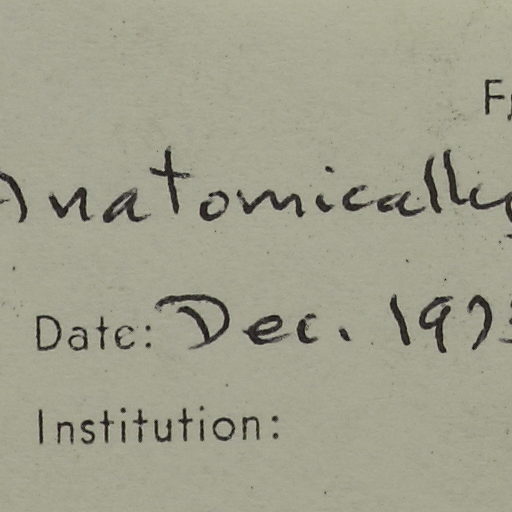 Anatomically
Date: Dec. 197
Institution: